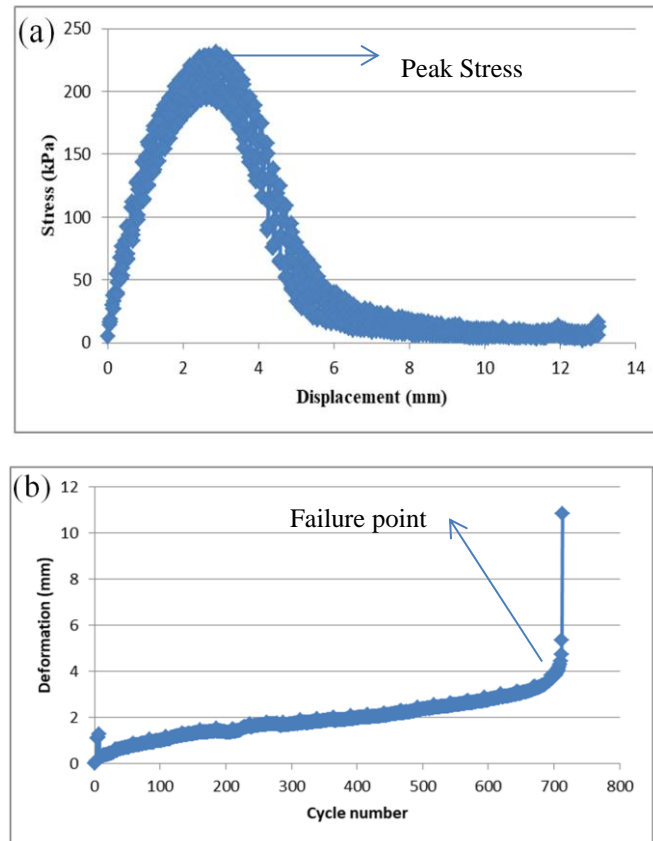 (a)
250
200
150
100
50
0
Stress (kPa)
Peak Stress
0 2 4 6 8 10 12 14
Displacement (mm)
(b)
12
10
8
6
4
2
0
Deformation (mm)
Failure point
0 100 200 300 400 500 600 700 800
Cycle number